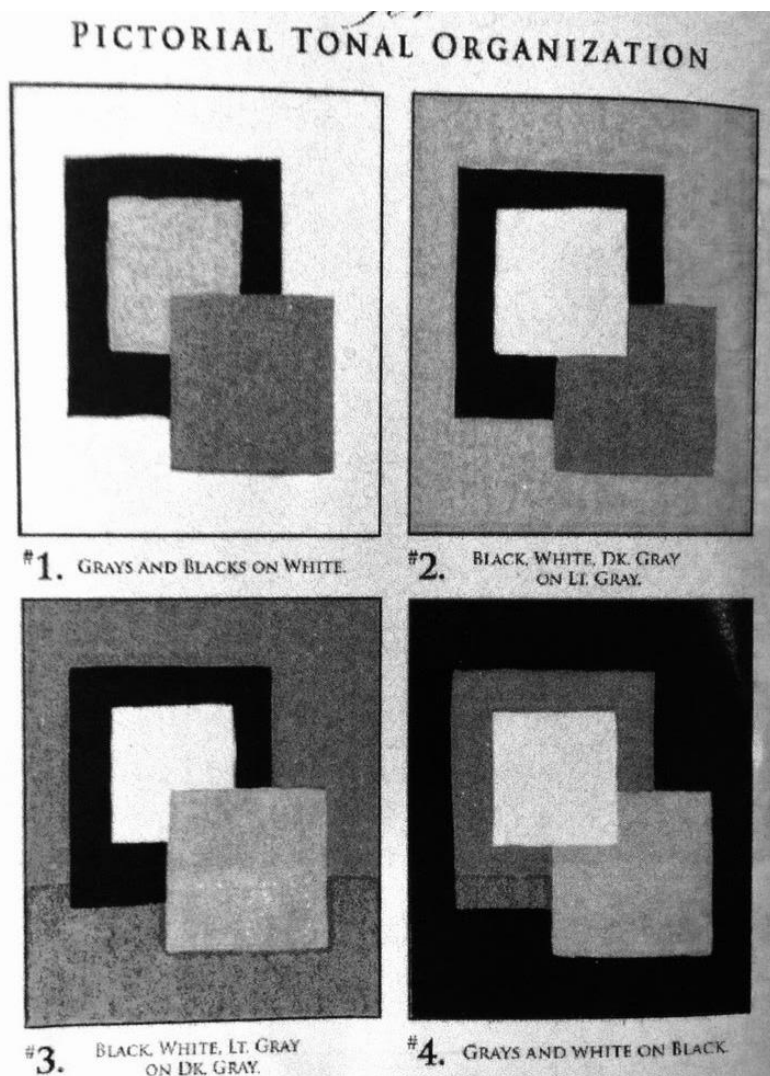 PICTORIAL TONAL ORGANIZATION
#1. GRAYS AND BLACKS ON WHITE.
#2. BLACK, WHITE, DK. GRAY
ON LT. GRAY.
#3. BLACK, WHITE, LT. GRAY
ON DK. GRAY.
#4. GRAYS AND WHITE ON BLACK.